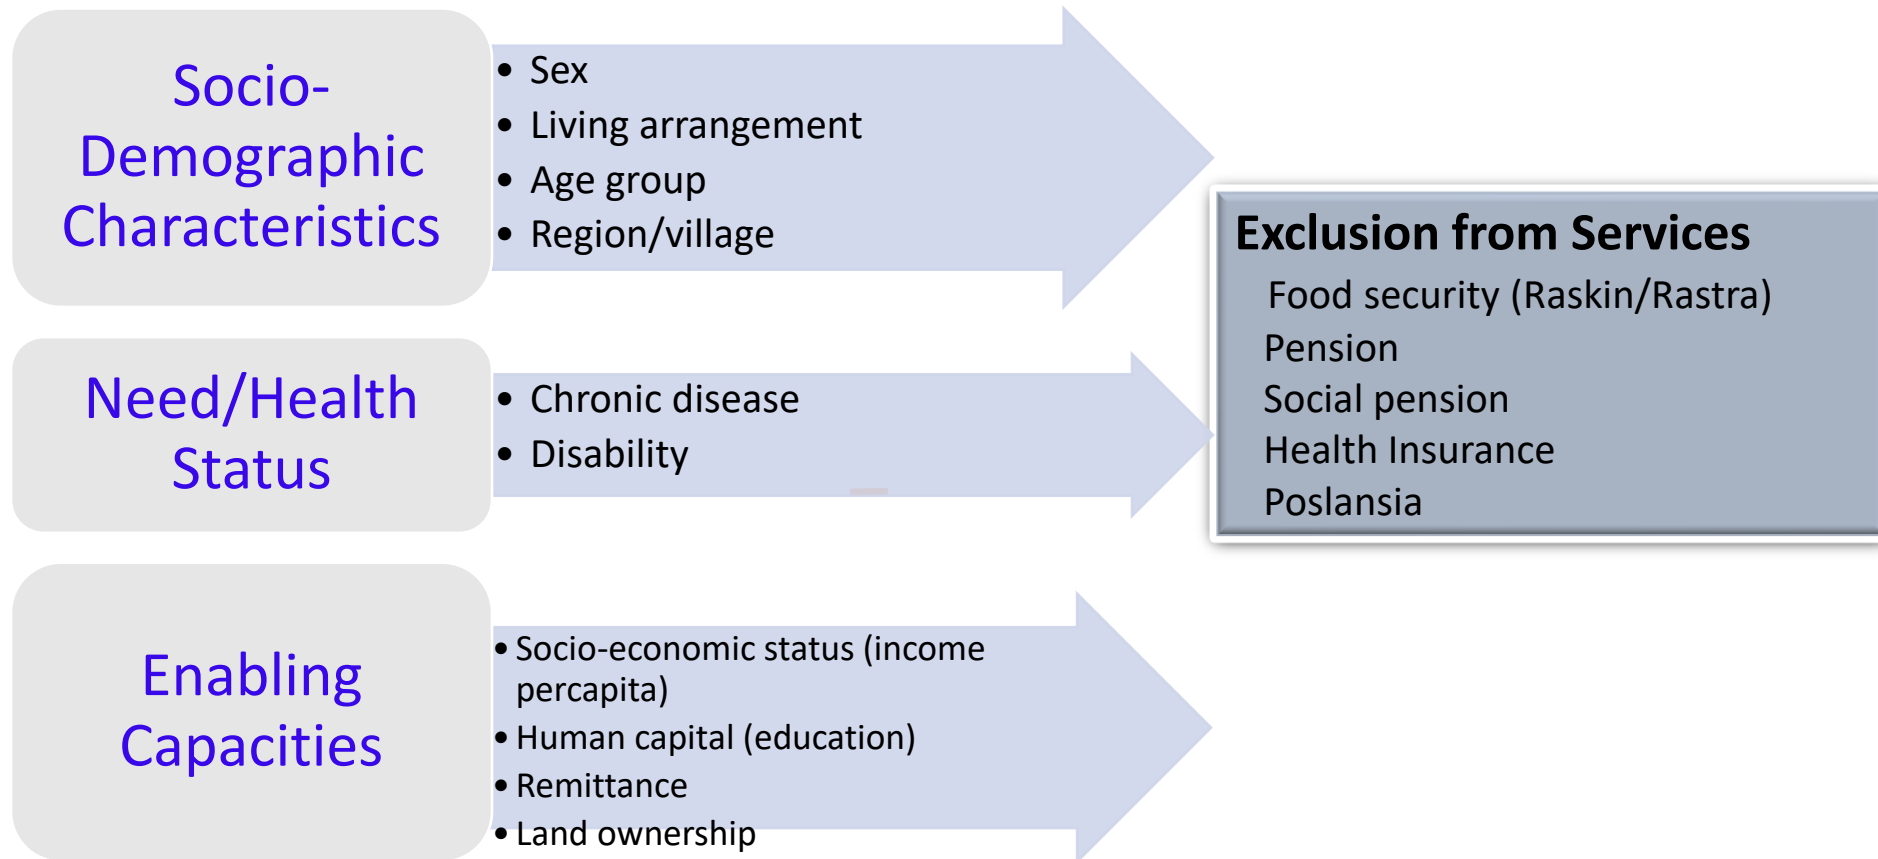 Socio-
Demographic
Characteristics
• Sex
• Living arrangement
• Age group
• Region/village
Need/Health
Status
• Chronic disease
• Disability
Enabling
Capacities
• Socio-economic status (income
percapita)
• Human capital (education)
• Remittance
• Land ownership
Exclusion from Services
Food security (Raskin/Rastra)
Pension
Social pension
Health Insurance
Poslansia